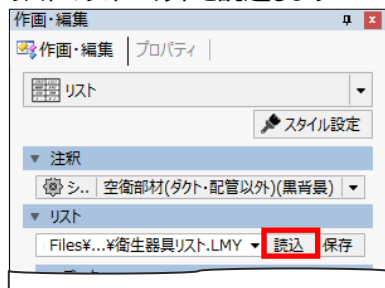 作画・編集
作画・編集 プロパティ
リスト
スタイル設定
注釈
シ.. 空衛部材(ダクト・配管以外)(黒背景)
リスト
Files¥...¥衛生器具リスト.LMY 読込 保存